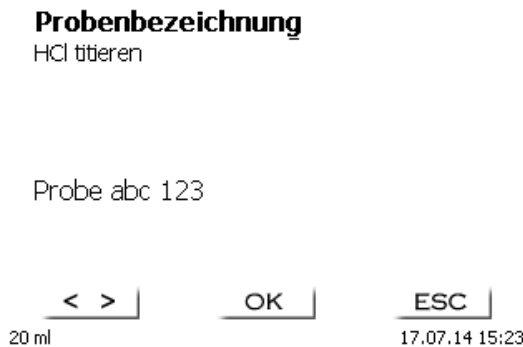 Probenbezeichnung
HCl titieren
Probe abc 123
< > OK ESC
20 ml 17.07.14 15:23